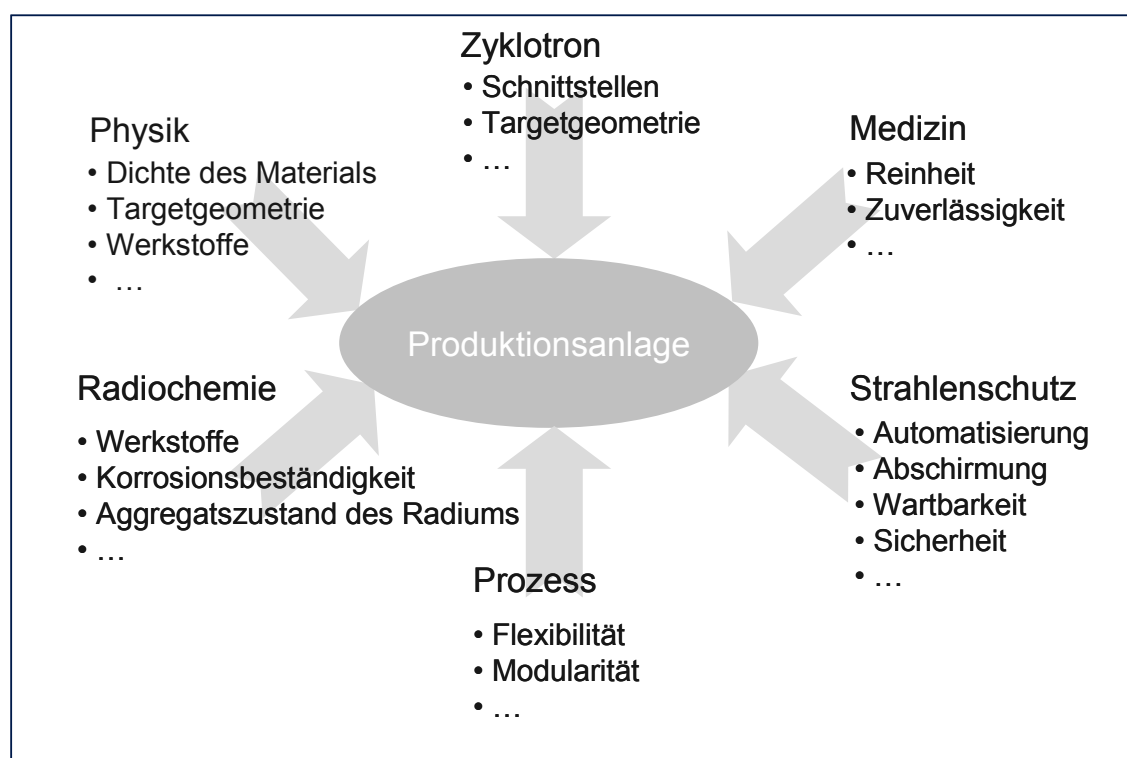 Zyklotron
• Schnittstellen
• Targetgeometrie
• …
Physik
• Dichte des Materials
• Targetgeometrie
• Werkstoffe
• …
Medizin
• Reinheit
• Zuverlässigkeit
• …
Produktionsanlage
Radiochemie
• Werkstoffe
• Korrosionsbeständigkeit
• Aggregatszustand des Radiums
• …
Strahlenschutz
• Automatisierung
• Abschirmung
• Wartbarkeit
• Sicherheit
• …
Prozess
• Flexibilität
• Modularität
• …